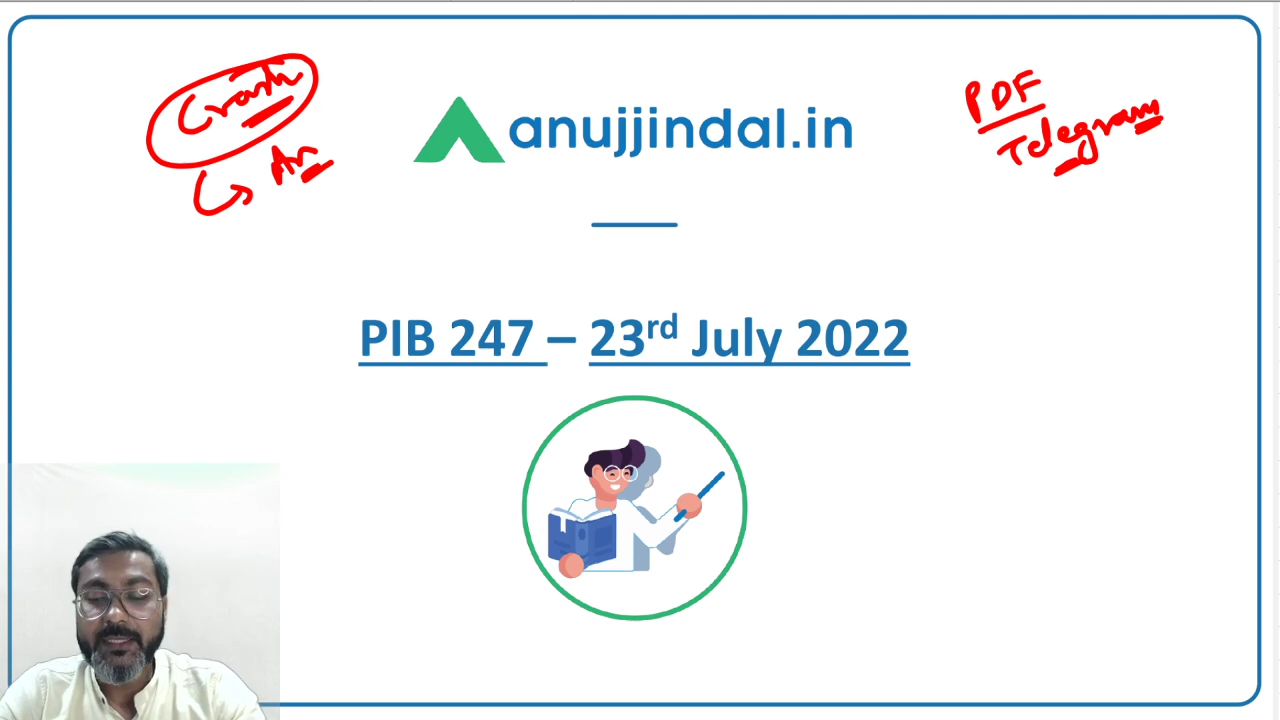 Crash
PDF
Telegram
anujjindal.in
PIB 247 – 23rd July 2022